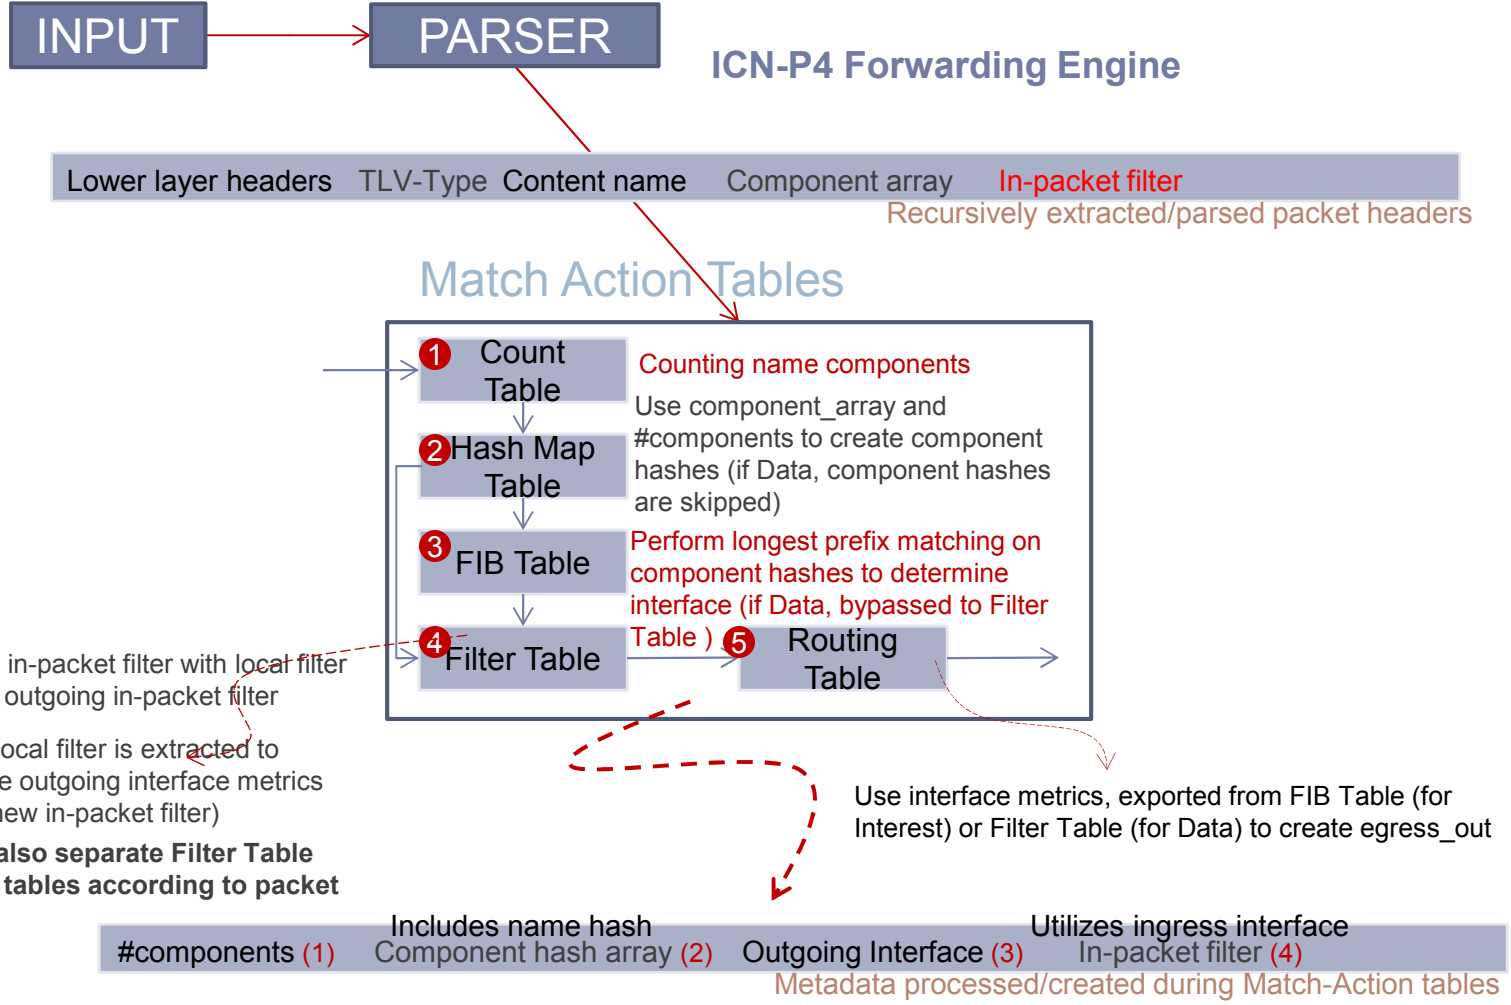 INPUT
PARSER
ICN-P4 Forwarding Engine
Lower layer headers TLV-Type Content name Component array In-packet filter
Recursively extracted/parsed packet headers
Match Action Tables
1 Count
Table
Counting name components
2 Hash Map
Table
Use component_array and
#components to create component
hashes (if Data, component hashes
are skipped)
3 FIB Table
Perform longest prefix matching on
component hashes to determine
interface (if Data, bypassed to Filter
Table )
4 Filter Table
5 Routing
Table
in-packet filter with local filter
outgoing in-packet filter
local filter is extracted to
outgoing interface metrics
new in-packet filter)
also separate Filter Table
tables according to packet
Use interface metrics, exported from FIB Table (for
Interest) or Filter Table (for Data) to create egress_out
Includes name hash
Utilizes ingress interface
#components (1) Component hash array (2) Outgoing Interface (3) In-packet filter (4)
Metadata processed/created during Match-Action tables